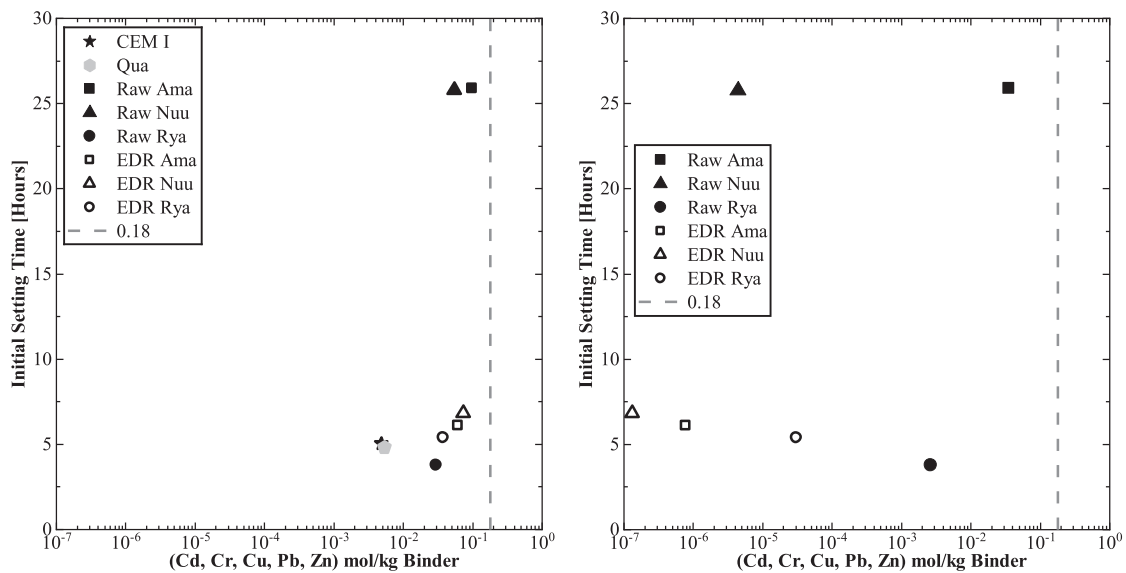 30
25
20
15
10
5
0
Initial Setting Time [Hours]
CEM I
Qua
Raw Ama
Raw Nuu
Raw Rya
EDR Ama
EDR Nuu
EDR Rya
0.18
10⁻⁷ 10⁻⁶ 10⁻⁵ 10⁻⁴ 10⁻³ 10⁻² 10⁻¹ 10⁰
(Cd, Cr, Cu, Pb, Zn) mol/kg Binder
30
25
20
15
10
5
0
Initial Setting Time [Hours]
Raw Ama
Raw Nuu
Raw Rya
EDR Ama
EDR Nuu
EDR Rya
0.18
10⁻⁷ 10⁻⁶ 10⁻⁵ 10⁻⁴ 10⁻³ 10⁻² 10⁻¹ 10⁰
(Cd, Cr, Cu, Pb, Zn) mol/kg Binder